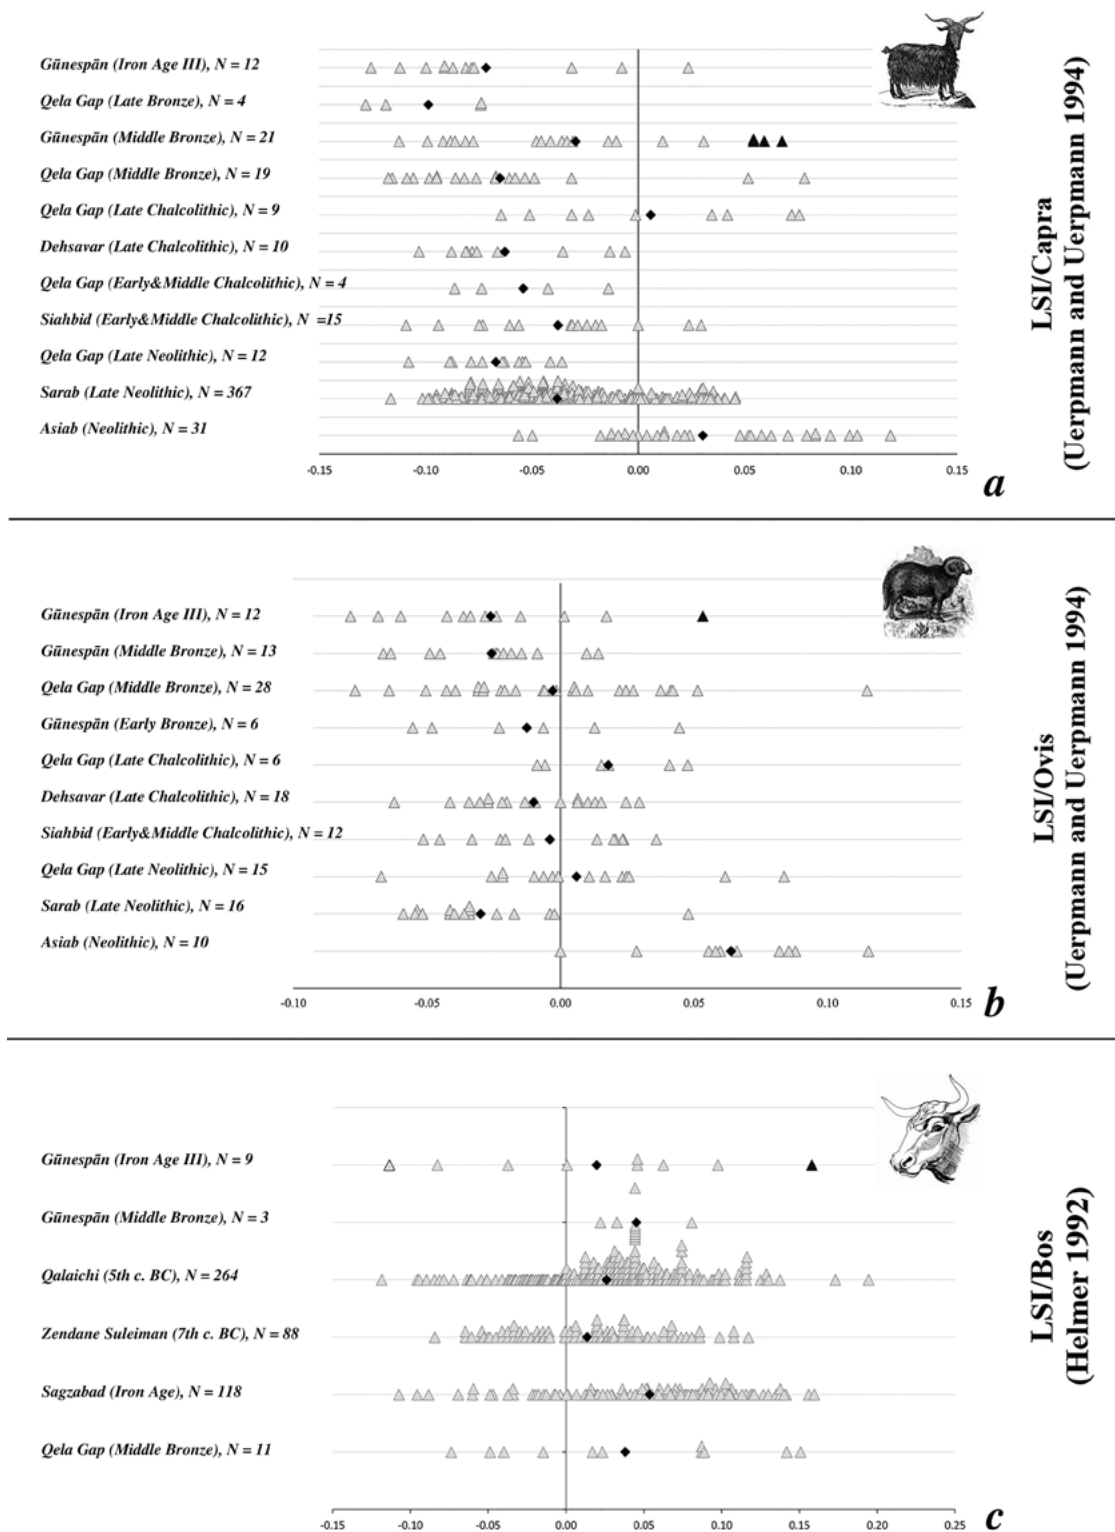 Gūnespān (Iron Age III), N = 12
Qela Gap (Late Bronze), N = 4
Gūnespān (Middle Bronze), N = 21
Qela Gap (Middle Bronze), N = 19
Qela Gap (Late Chalcolithic), N = 9
Dehsavar (Late Chalcolithic), N = 10
Qela Gap (Early&Middle Chalcolithic), N = 4
Siahbid (Early&Middle Chalcolithic), N =15
Qela Gap (Late Neolithic), N = 12
Sarab (Late Neolithic), N = 367
Asiab (Neolithic), N = 31
-0.15 -0.10 -0.05 0.00 0.05 0.10 0.15
a
LSI/Capra
(Uerpmann and Uerpmann 1994)
Gūnespān (Iron Age III), N = 12
Gūnespān (Middle Bronze), N = 13
Qela Gap (Middle Bronze), N = 28
Gūnespān (Early Bronze), N = 6
Qela Gap (Late Chalcolithic), N = 6
Dehsavar (Late Chalcolithic), N = 18
Siahbid (Early&Middle Chalcolithic), N = 12
Qela Gap (Late Neolithic), N = 15
Sarab (Late Neolithic), N = 16
Asiab (Neolithic), N = 10
-0.10 -0.05 0.00 0.05 0.10 0.15
b
LSI/Ovis
(Uerpmann and Uerpmann 1994)
Gūnespān (Iron Age III), N = 9
Gūnespān (Middle Bronze), N = 3
Qalaichi (5th c. BC), N = 264
Zendane Suleiman (7th c. BC), N = 88
Sagzabad (Iron Age), N = 118
Qela Gap (Middle Bronze), N = 11
-0.15 -0.10 -0.05 0.00 0.05 0.10 0.15 0.20 0.25
c
LSI/Bos
(Helmer 1992)